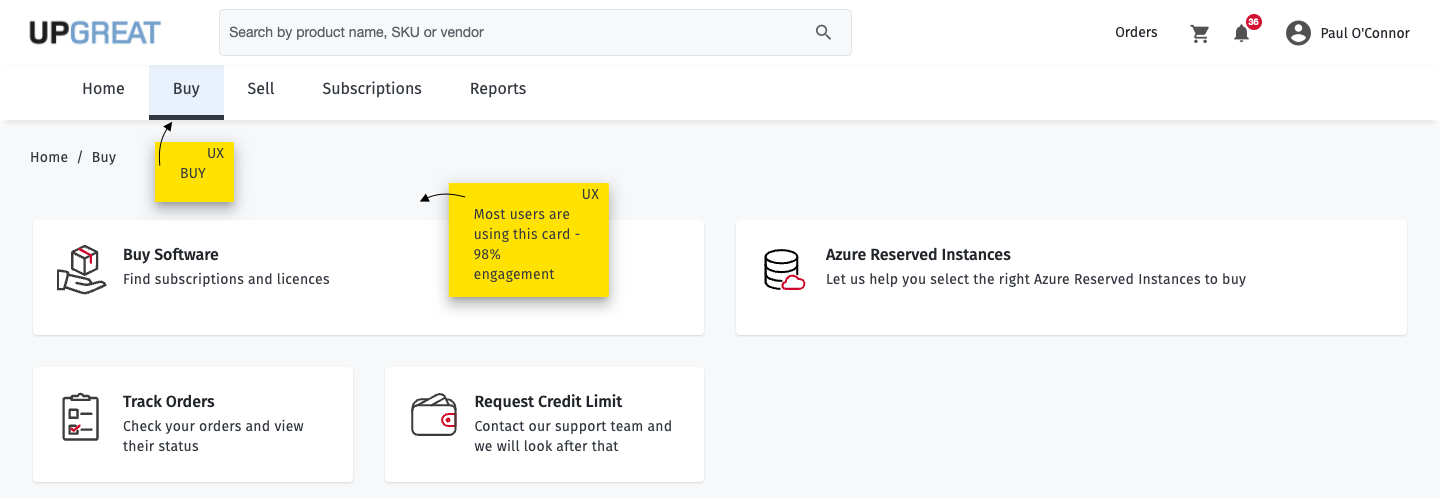 UPGREAT
Search by product name, SKU or vendor
Orders
36
Paul O'Connor
Home
Buy
Sell
Subscriptions
Reports
Home / Buy
UX
BUY
UX
Most users are
using this card -
98%
engagement
Buy Software
Find subscriptions and licences
Azure Reserved Instances
Let us help you select the right Azure Reserved Instances to buy
Track Orders
Check your orders and view
their status
Request Credit Limit
Contact our support team and
we will look after that